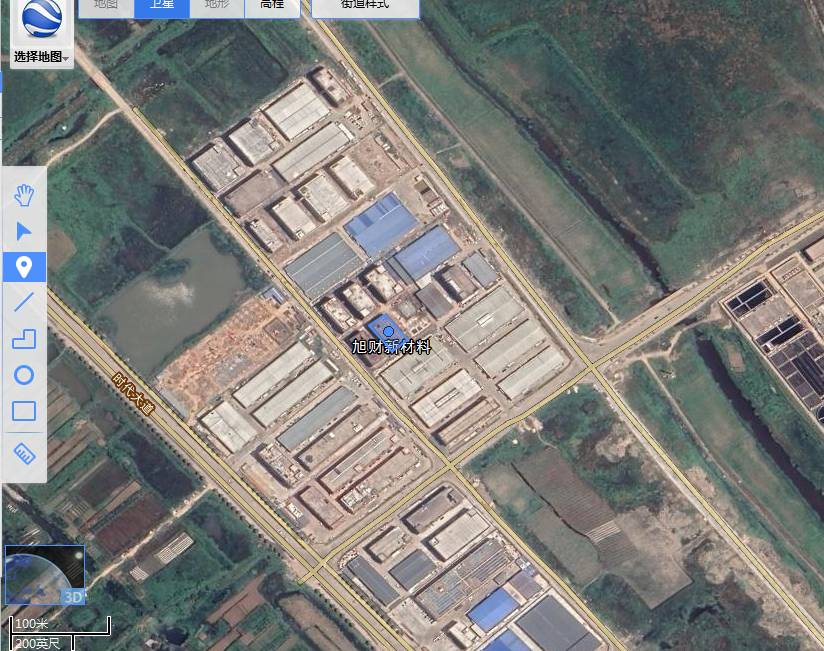 地图
卫星
地形
高程
街道样式
选择地图
旭财新材料
时代大道
3D
100米
200英尺